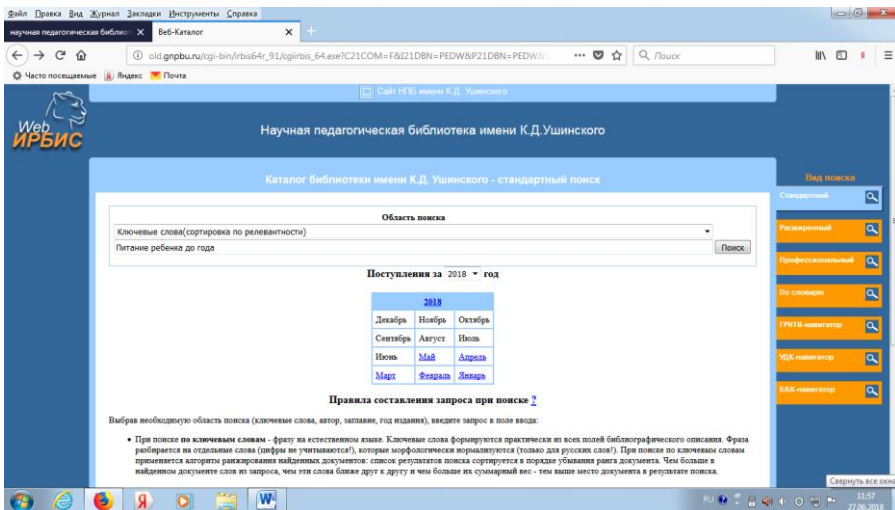 Файл Правка Вид Журнал Закладки Инструменты Справка
научная педагогическая библиот X Веб-Каталог X +
old.gnpbu.ru/cgi-bin/irbis64r_91/cgiirbis_64.exe?C21COM=F&I21DBN=PEDW&P21DBN=PEDW& Поиск
Часто посещаемые Яндекс Почта
Сайт НПБ имени К.Д. Ушинского
Web
ИРБИС
Научная педагогическая библиотека имени К.Д.Ушинского
Каталог библиотеки имени К.Д. Ушинского - стандартный поиск
Вид поиска
Стандартный
Расширенный
Профессиональный
По словарю
ГРНТИ-навигатор
УДК-навигатор
ББК-навигатор
Область поиска
Ключевые слова(сортировка по релевантности)
Питание ребенка до года Поиск
Поступления за 2018 год
2018
Декабрь Ноябрь Октябрь
Сентябрь Август Июль
Июнь Май Апрель
Март Февраль Январь
Правила составления запроса при поиске ?
Выбрав необходимую область поиска (ключевые слова, автор, заглавие, год издания), введите запрос в поле ввода:
• При поиске по ключевым словам - фразу на естественном языке. Ключевые слова формируются практически из всех полей библиографического описания. Фраза
разбирается на отдельные слова (цифры не учитываются!), которые морфологически нормализуются (только для русских слов!). При поиске по ключевым словам
применяется алгоритм ранжирования найденных документов: список результатов поиска сортируется в порядке убывания ранга документа. Чем больше в
найденном документе слов из запроса, чем эти слова ближе друг к другу и чем больше их суммарный вес - тем выше место документа в результате поиска.
Свернуть все окна
RU 11:57
27.06.2018